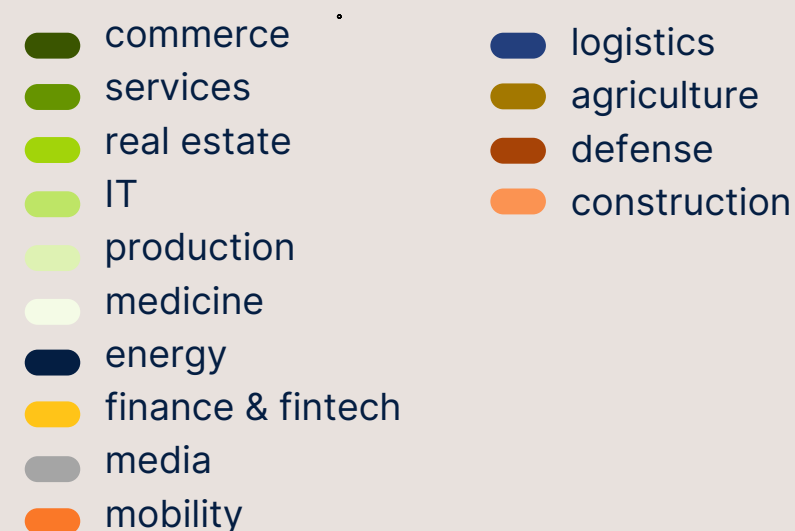 commerce
services
real estate
IT
production
medicine
energy
finance & fintech
media
mobility
logistics
agriculture
defense
construction